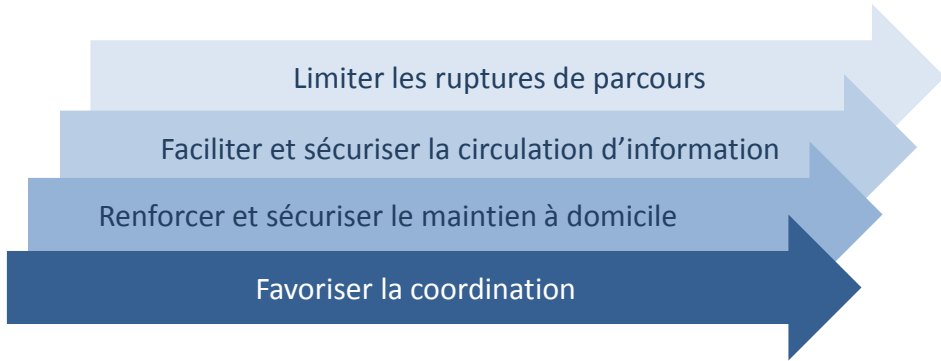 Limiter les ruptures de parcours
Faciliter et sécuriser la circulation d’information
Renforcer et sécuriser le maintien à domicile
Favoriser la coordination